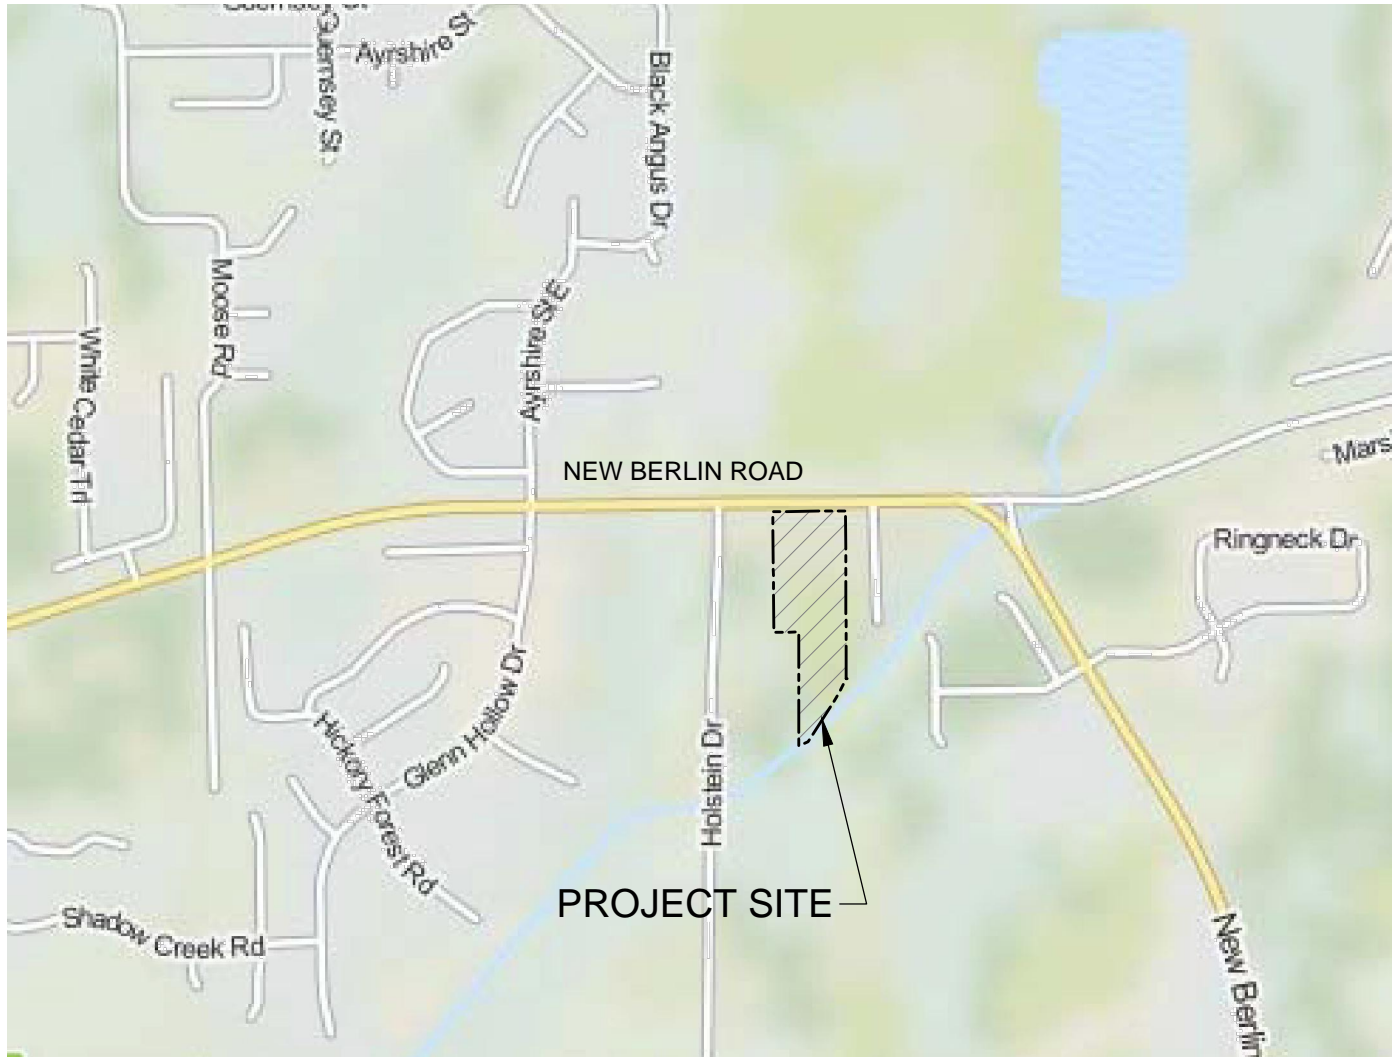 Guernsey St
Ayrshire St
Black Angus Dr
Moose Rd
White Cedar Trl
Ayrshire St E
NEW BERLIN ROAD
Ringneck Dr
Hickory Forest Rd
Glenn Hollow Dr
Holstein Dr
PROJECT SITE
Shadow Creek Rd
New Berlin